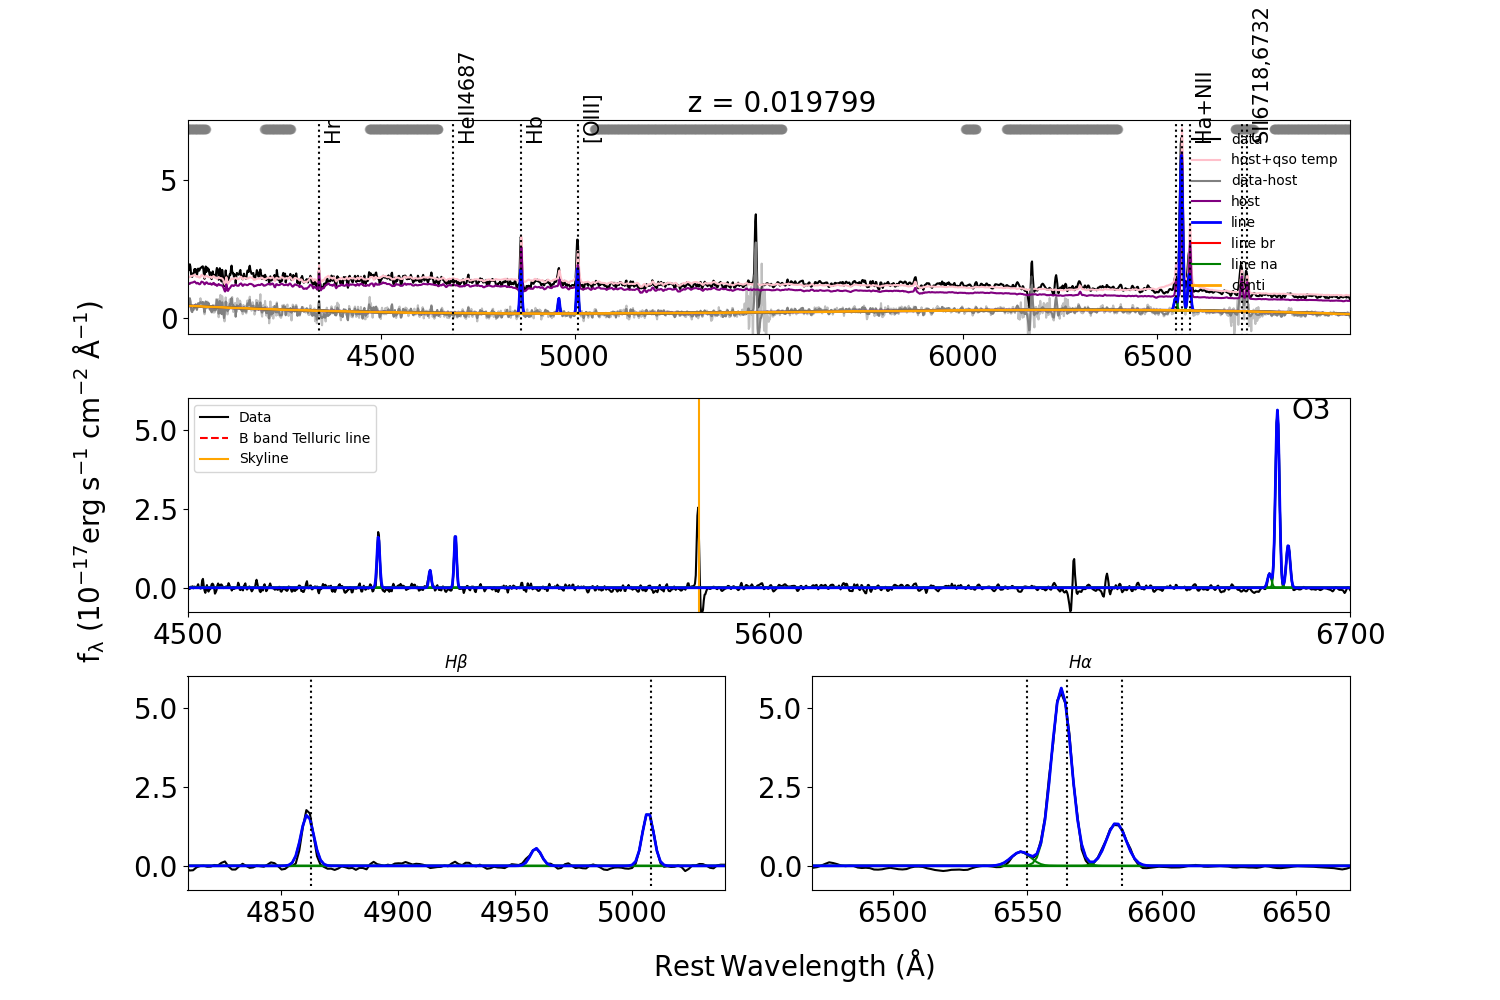 z = 0.019799
Hr
HeII4687
Hb
[OIII]
Ha+NII
SII6718,6732
data
host+qso temp
data-host
host
line
line br
line na
conti
5
0
4500
5000
5500
6000
6500
fλ (10⁻¹⁷erg s⁻¹ cm⁻² Å⁻¹)
O3
Data
B band Telluric line
Skyline
5.0
2.5
0.0
4500
5600
6700
Hβ
5.0
2.5
0.0
4850
4900
4950
5000
Hα
5.0
2.5
0.0
6500
6550
6600
6650
Rest Wavelength (Å)